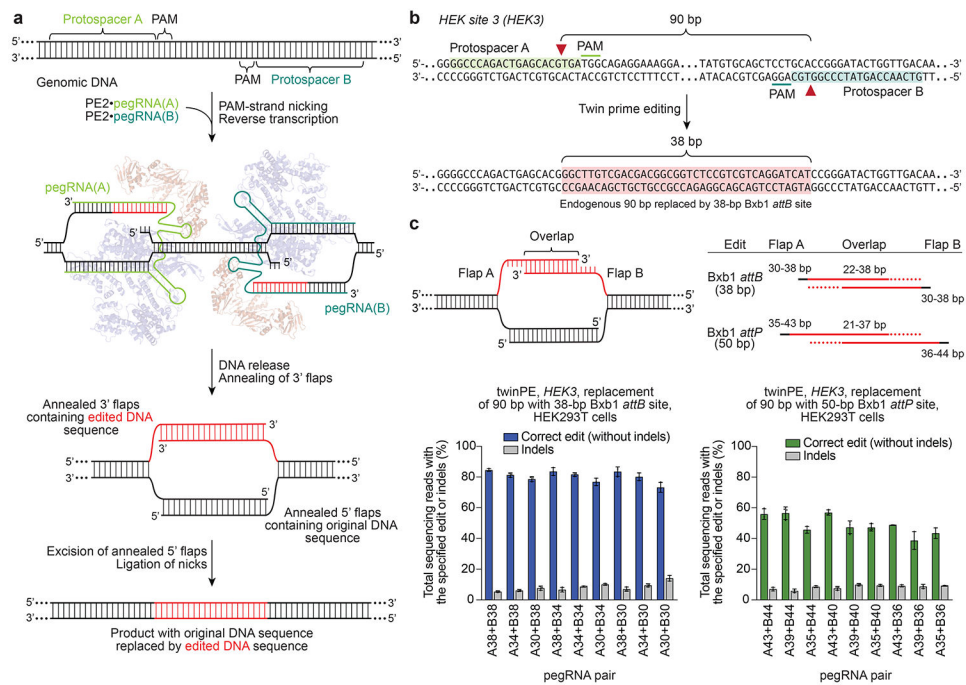 a
Protospacer A
PAM
5'
3'
3'
5'
PAM
Protospacer B
Genomic DNA
PE2•pegRNA(A)
PE2•pegRNA(B)
PAM-strand nicking
Reverse transcription
pegRNA(A)
5'
3'
3'
5'
pegRNA(B)
DNA release
Annealing of 3' flaps
Annealed 3' flaps
containing edited DNA
sequence
3'
3'
5'
3'
3'
5'
5'
5'
Annealed 5' flaps
containing original DNA
sequence
Excision of annealed 5' flaps
Ligation of nicks
5'
3'
3'
5'
Product with original DNA sequence
replaced by edited DNA sequence
b
HEK site 3 (HEK3)
90 bp
Protospacer A
PAM
5'-..GGGGCCCAGACTGAGCACGTGATGGCAGAGGAAAGGA...TATGTGCAGCTCCTGCACCGGGATACTGGTTGACAA..-3'
3'-..CCCCGGGTCTGACTCGTGCACTACCGTCTCCTTTCCT...ATACACGTCGAGGACGTGGCCCTATGACCAACTGTT..-5'
PAM
Protospacer B
Twin prime editing
38 bp
5'-..GGGGCCCAGACTGAGCACGGGCTTGTCGACGACGGCGGTCTCCGTCGTCAGGATCATCCGGGATACTGGTTGACAA..-3'
3'-..CCCCGGGTCTGACTCGTGCCCGAACAGCTGCTGCCGCCAGAGGCAGCAGTCCTAGTAGGCCCTATGACCAACTGTT..-5'
Endogenous 90 bp replaced by 38-bp Bxb1 attB site
c
Overlap
3'
Flap A
3'
Flap B
5'
3'
3'
5'
5'
5'
Edit
Flap A
Overlap
Flap B
30-38 bp
22-38 bp
Bxb1 attB
(38 bp)
30-38 bp
35-43 bp
21-37 bp
Bxb1 attP
(50 bp)
36-44 bp
twinPE, HEK3, replacement
of 90 bp with 38-bp Bxb1 attB site,
HEK293T cells
Correct edit (without indels)
Indels
Total sequencing reads with
the specified edit or indels (%)
100
80
60
40
20
0
A38+B38
A34+B38
A30+B38
A38+B34
A34+B34
A30+B34
A38+B30
A34+B30
A30+B30
pegRNA pair
twinPE, HEK3, replacement
of 90 bp with 50-bp Bxb1 attP site,
HEK293T cells
Correct edit (without indels)
Indels
Total sequencing reads with
the specified edit or indels (%)
100
80
60
40
20
0
A43+B44
A39+B44
A35+B44
A43+B40
A39+B40
A35+B40
A43+B36
A39+B36
A35+B36
pegRNA pair